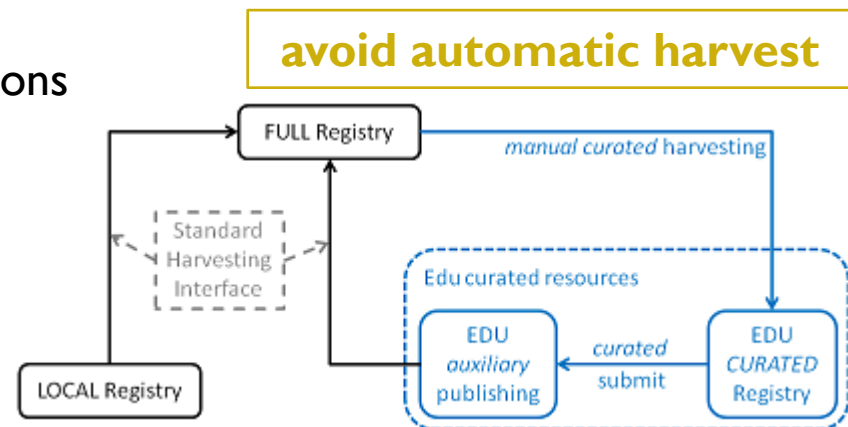 avoid automatic harvest
ons
FULL Registry
manual curated harvesting
Standard
Harvesting
Interface
Edu curated resources
EDU
auxiliary
publishing
curated
submit
EDU
CURATED
Registry
LOCAL Registry